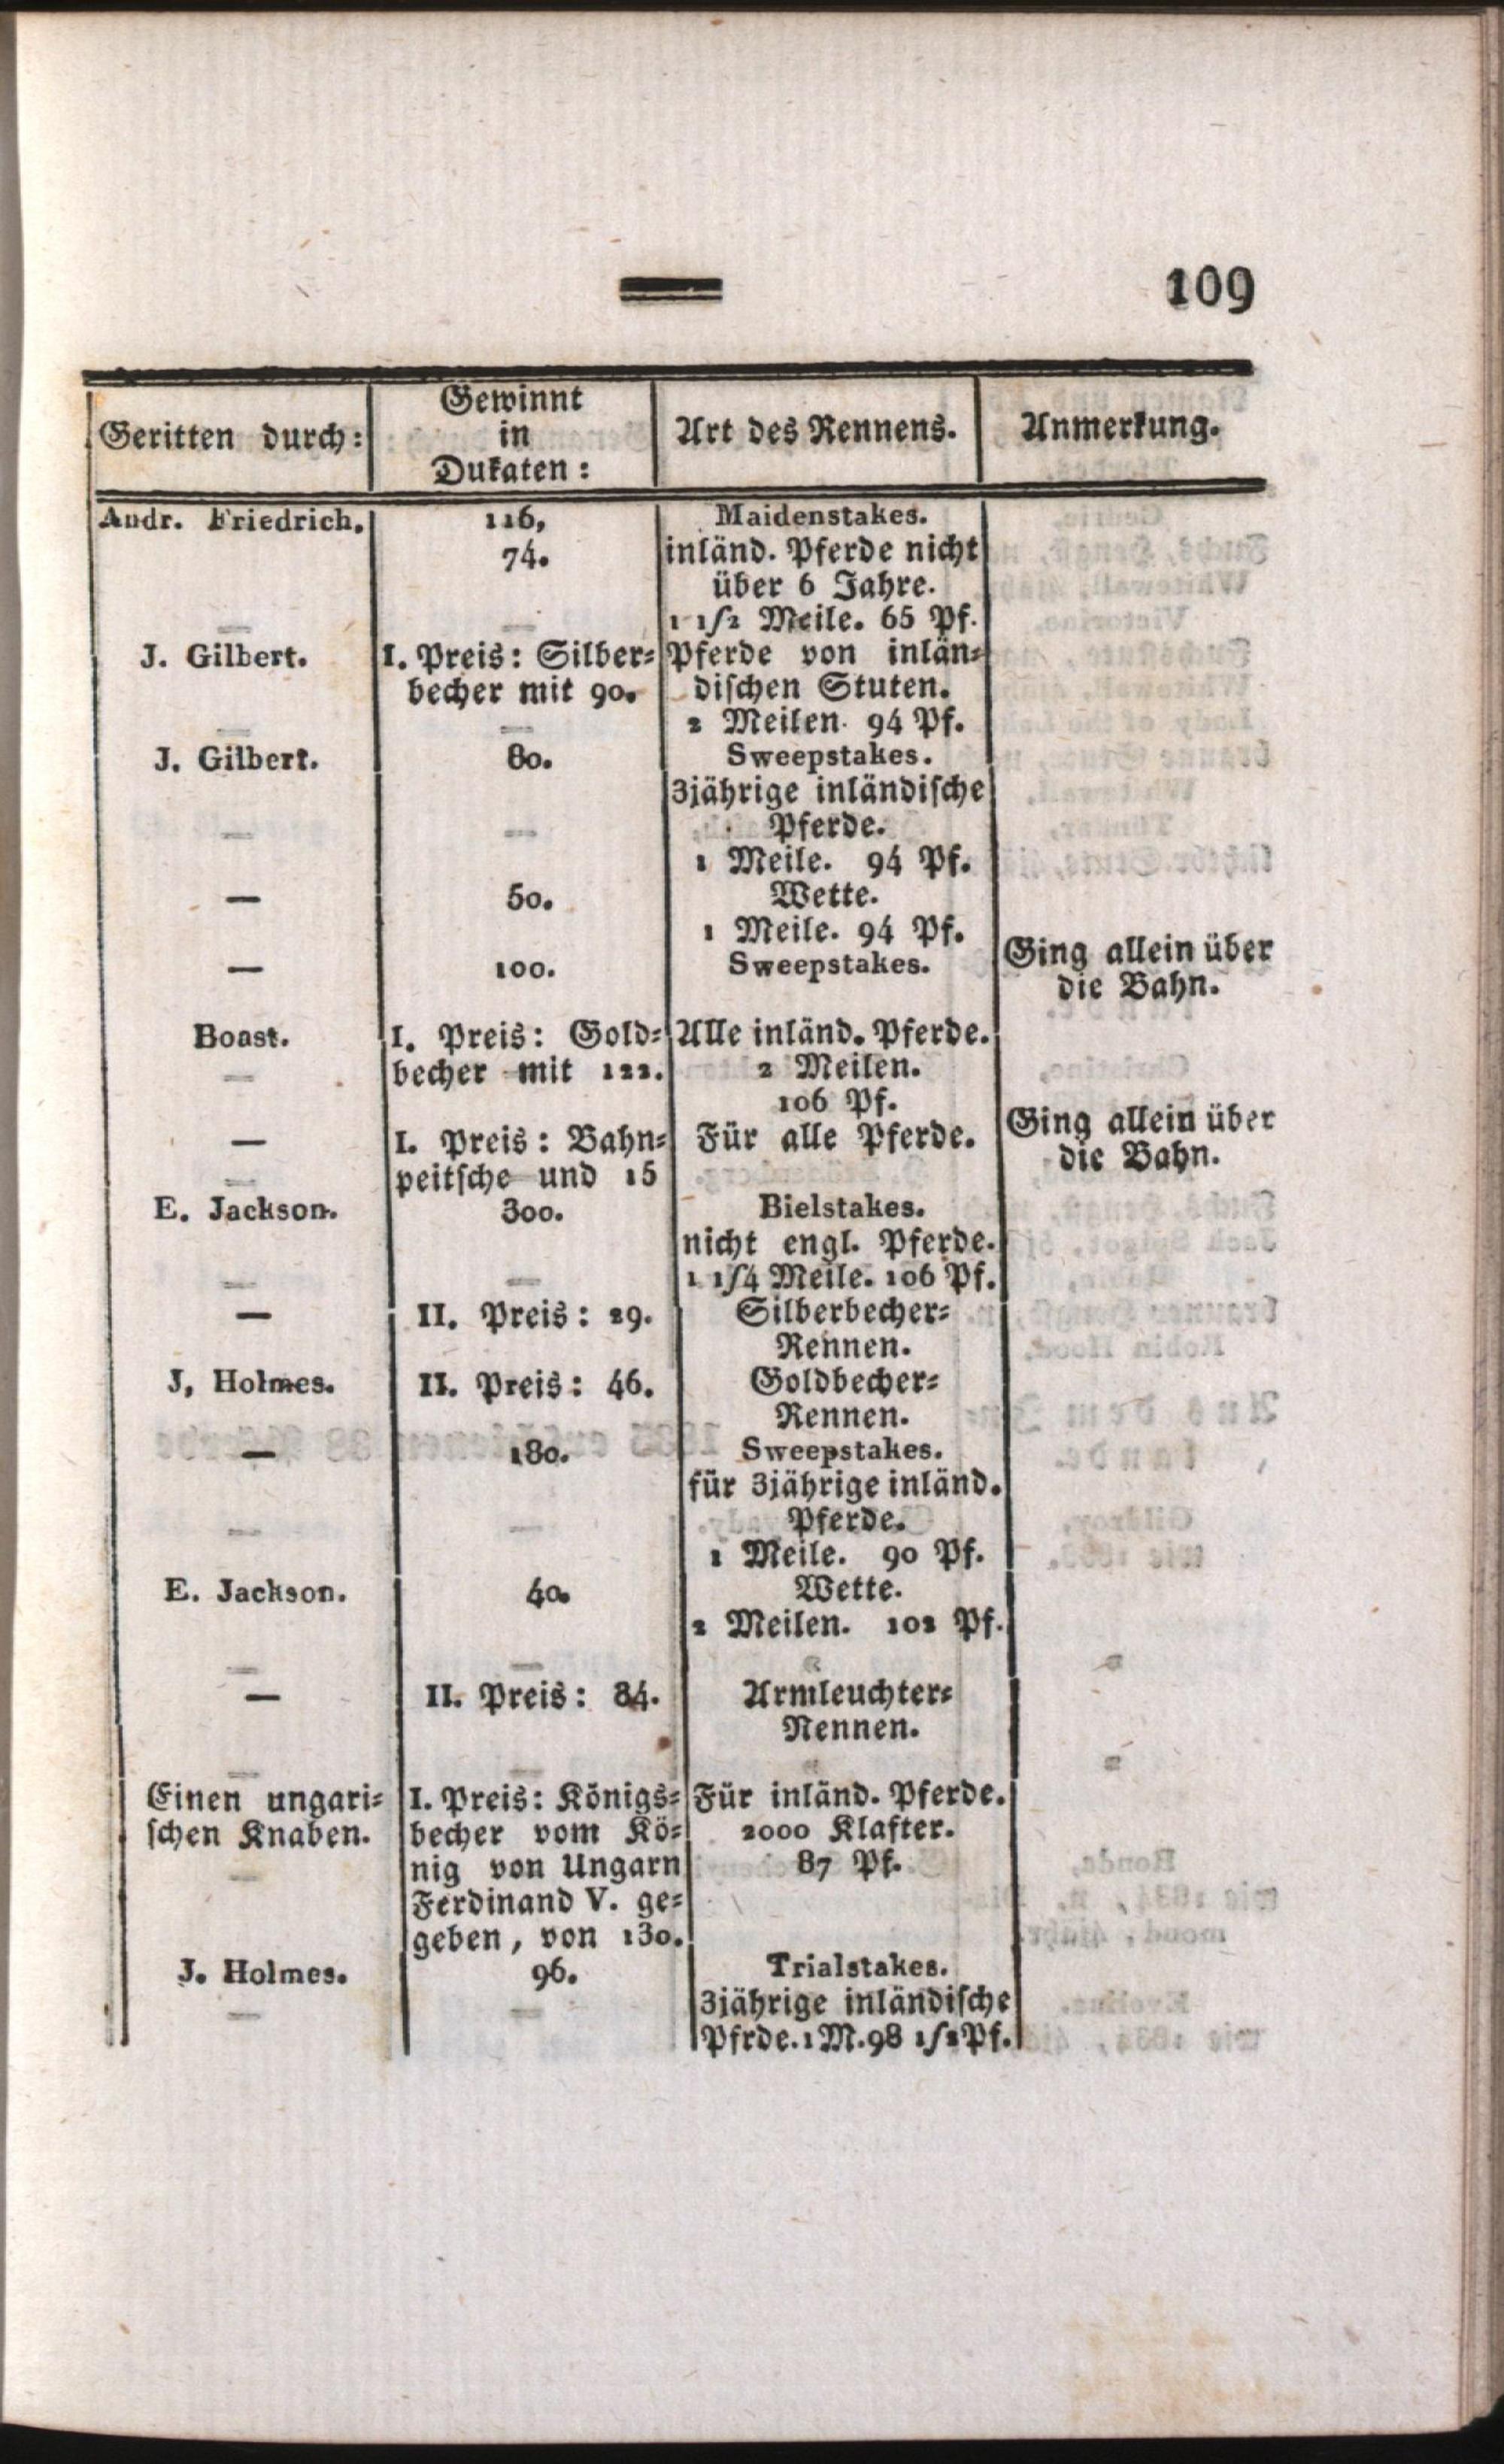 109
Geritten durch: Gewinnt in Dukaten: Art des Rennens. Anmerkung.
Andr. Friedrich. 116, Maidenstakes.
74. inländ. Pferde nicht
über 6 Jahre.
1 1/2 Meile. 65 Pf.
J. Gilbert. I. Preis: Silber= Pferde von inlän=
becher mit 90. dischen Stuten.
2 Meilen. 94 Pf.
J. Gilbert. 80. Sweepstakes.
3jährige inländische
Pferde.
1 Meile. 94 Pf.
— 50. Wette.
1 Meile. 94 Pf.
— 100. Sweepstakes. Ging allein über
die Bahn.
Boast. I. Preis: Gold= Alle inländ. Pferde.
becher mit 122. 2 Meilen.
106 Pf.
— I. Preis: Bahn= Für alle Pferde. Ging allein über
peitsche und 15 die Bahn.
E. Jackson. 300. Bielstakes.
nicht engl. Pferde.
1 1/4 Meile. 106 Pf.
— II. Preis: 29. Silberbecher=
Rennen.
J, Holmes. II. Preis: 46. Goldbecher=
Rennen.
— 180. Sweepstakes.
für 3jährige inländ.
Pferde.
1 Meile. 90 Pf.
E. Jackson. 40. Wette.
2 Meilen. 102 Pf.
— II. Preis: 34. Armleuchter=
Rennen.
Einen ungari= I. Preis: Königs= Für inländ. Pferde.
schen Knaben. becher vom Kö= 2000 Klafter.
nig von Ungarn 87 Pf.
Ferdinand V. ge=
geben, von 130.
J. Holmes. 96. Trialstakes.
3jährige inländische
Pfrde. 1 M. 98 1/2 Pf.